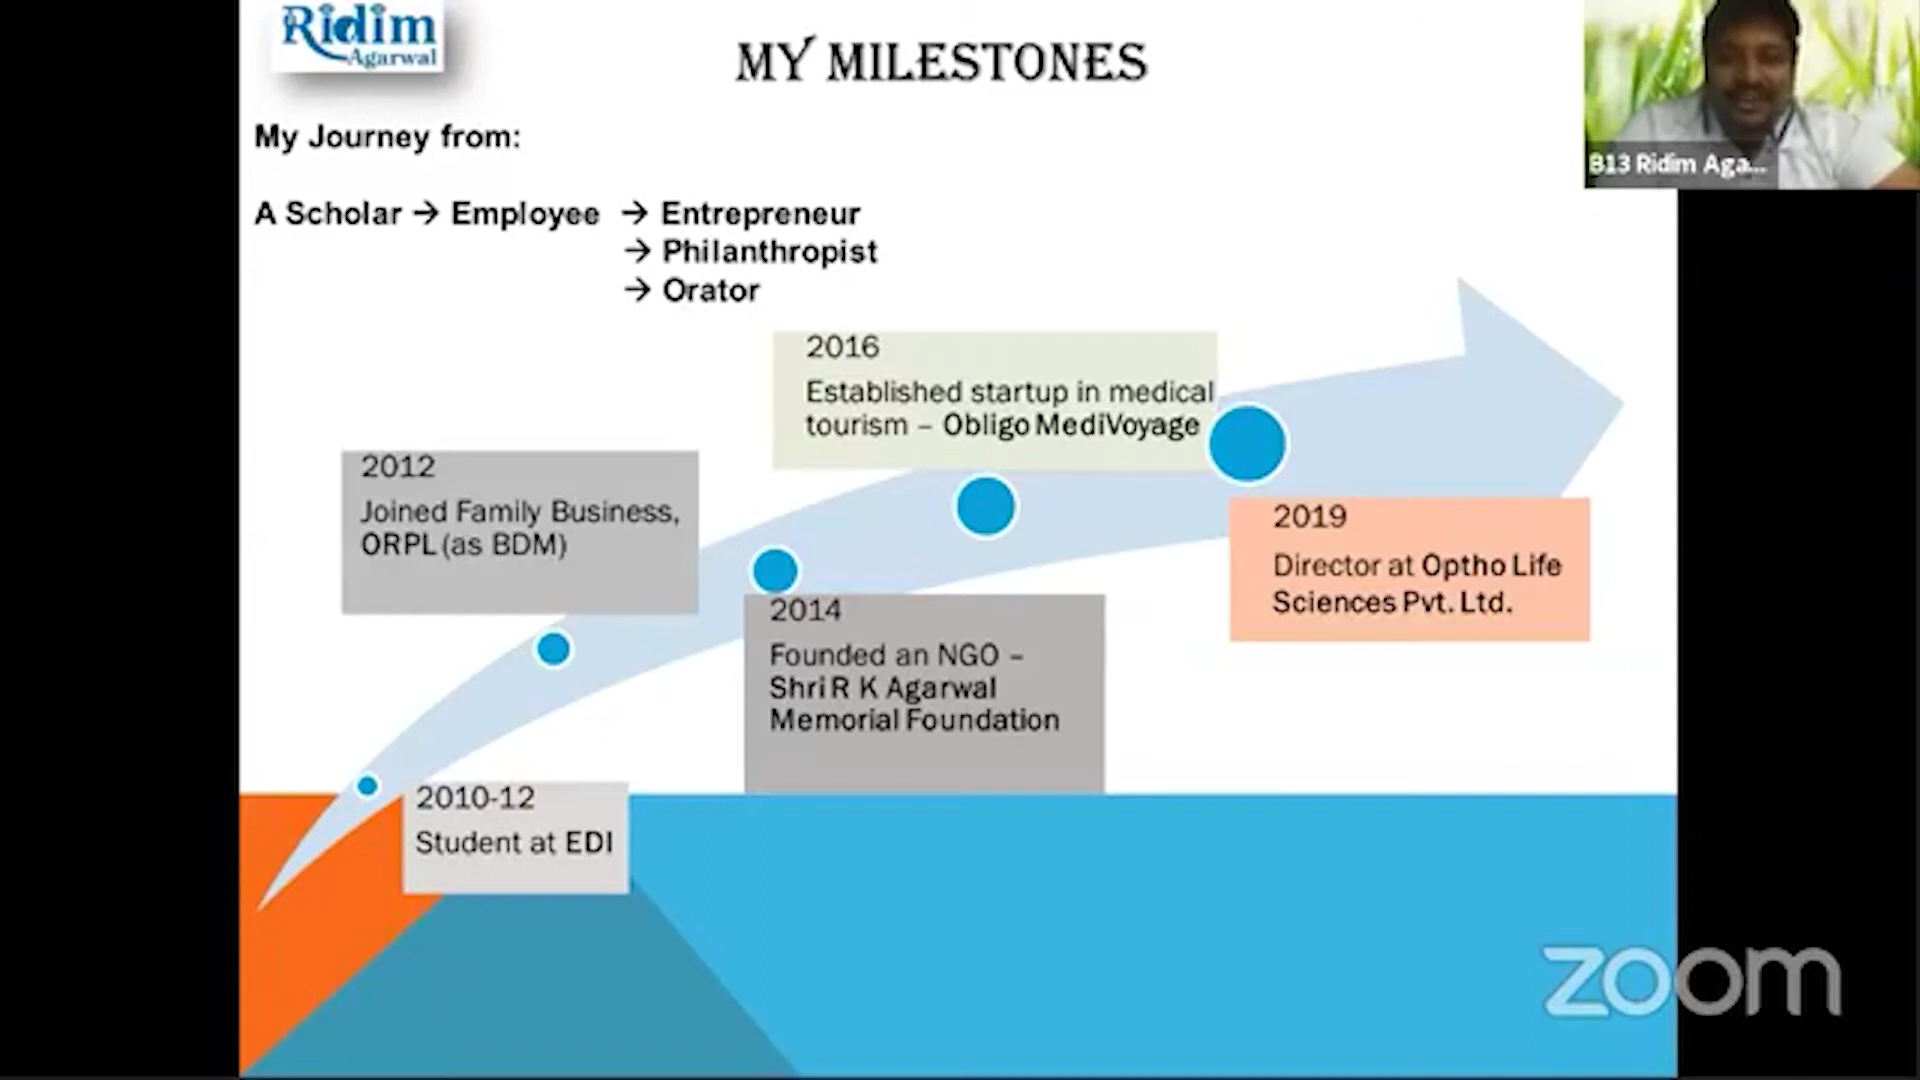 Ridim
Agarwal
MY MILESTONES
My Journey from:
A Scholar → Employee → Entrepreneur
→ Philanthropist
→ Orator
2016
Established startup in medical
tourism – Obligo MediVoyage
2012
Joined Family Business,
ORPL (as BDM)
2019
Director at Optho Life
Sciences Pvt. Ltd.
2014
Founded an NGO –
Shri R K Agarwal
Memorial Foundation
2010-12
Student at EDI
B13 Ridim Aga...
zoom